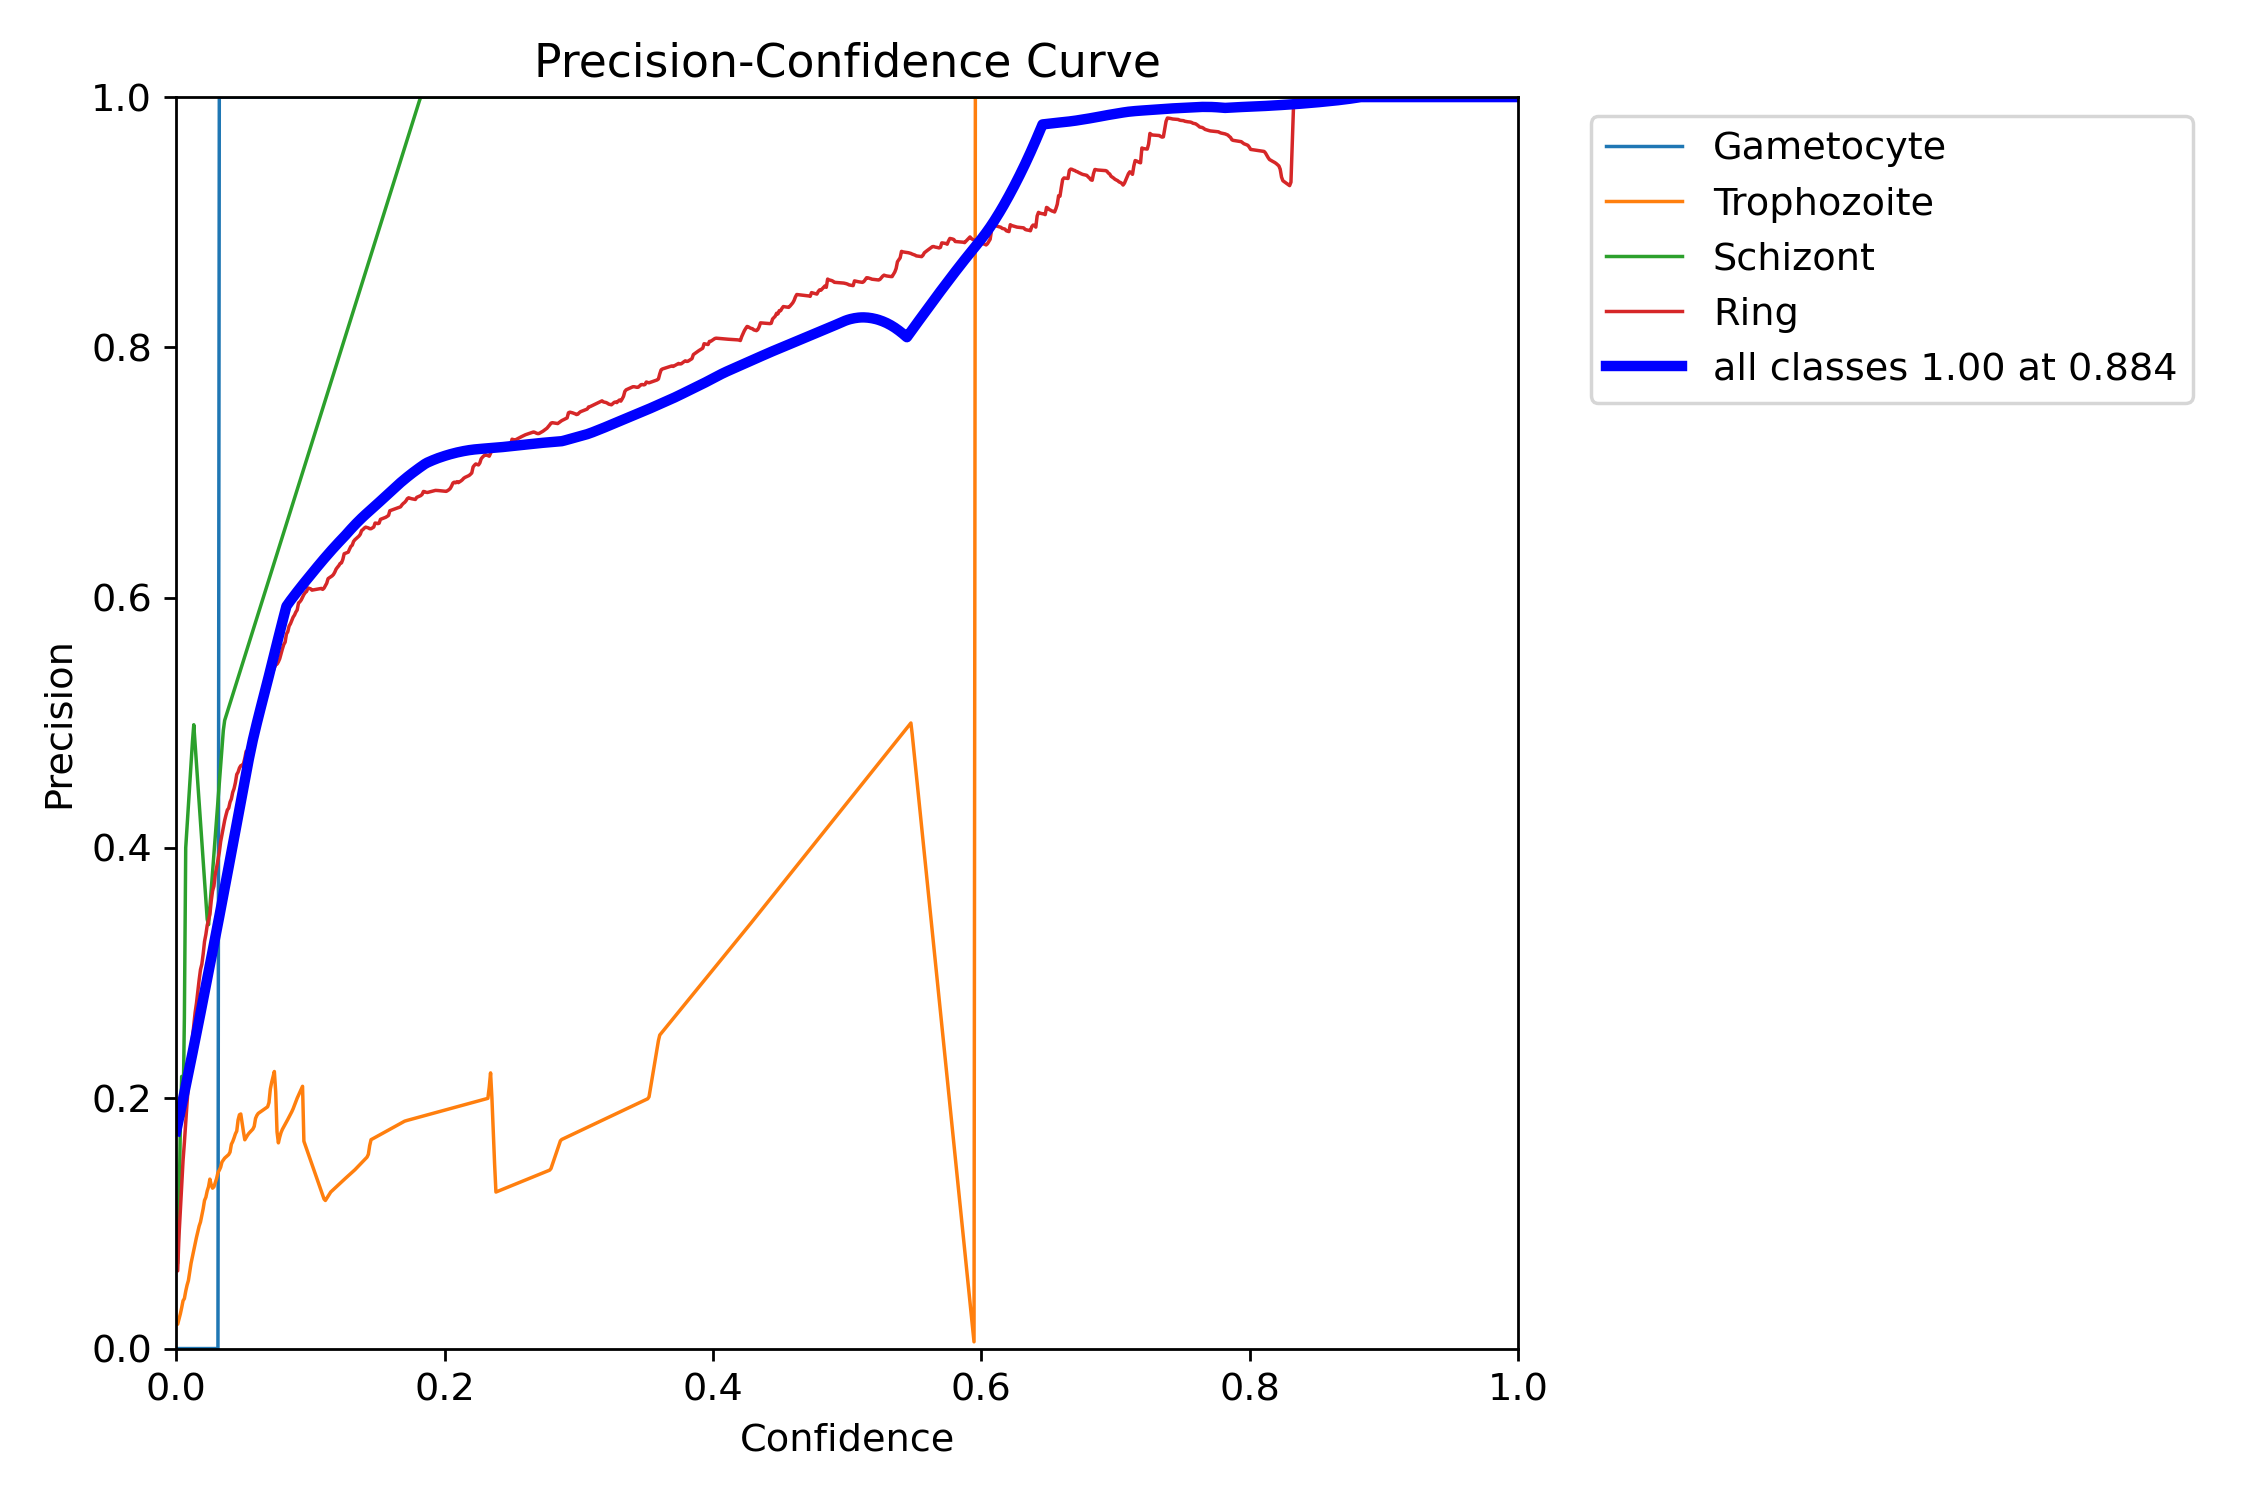 Precision-Confidence Curve
1.0
0.8
0.6
0.4
0.2
0.0
Precision
0.0 0.2 0.4 0.6 0.8 1.0
Confidence
Gametocyte
Trophozoite
Schizont
Ring
all classes 1.00 at 0.884